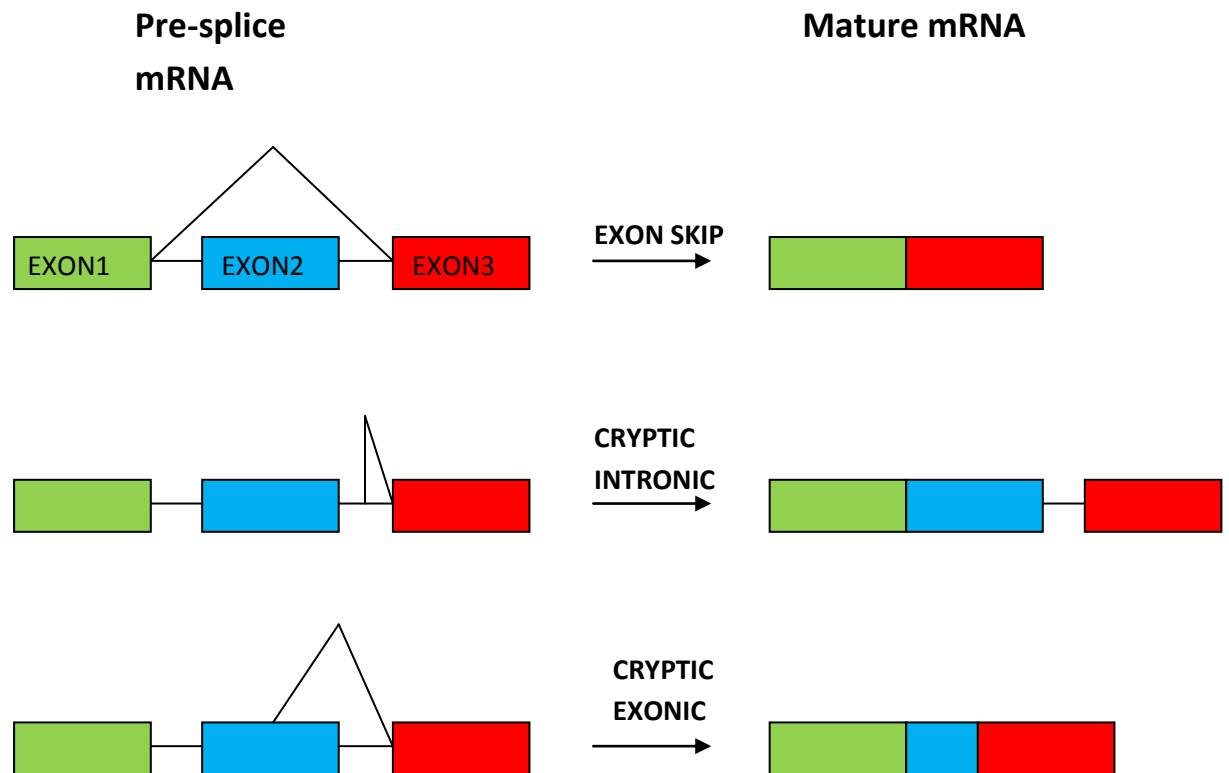 Pre-splice
mRNA
Mature mRNA
EXON1
EXON2
EXON3
EXON SKIP
CRYPTIC
INTRONIC
CRYPTIC
EXONIC